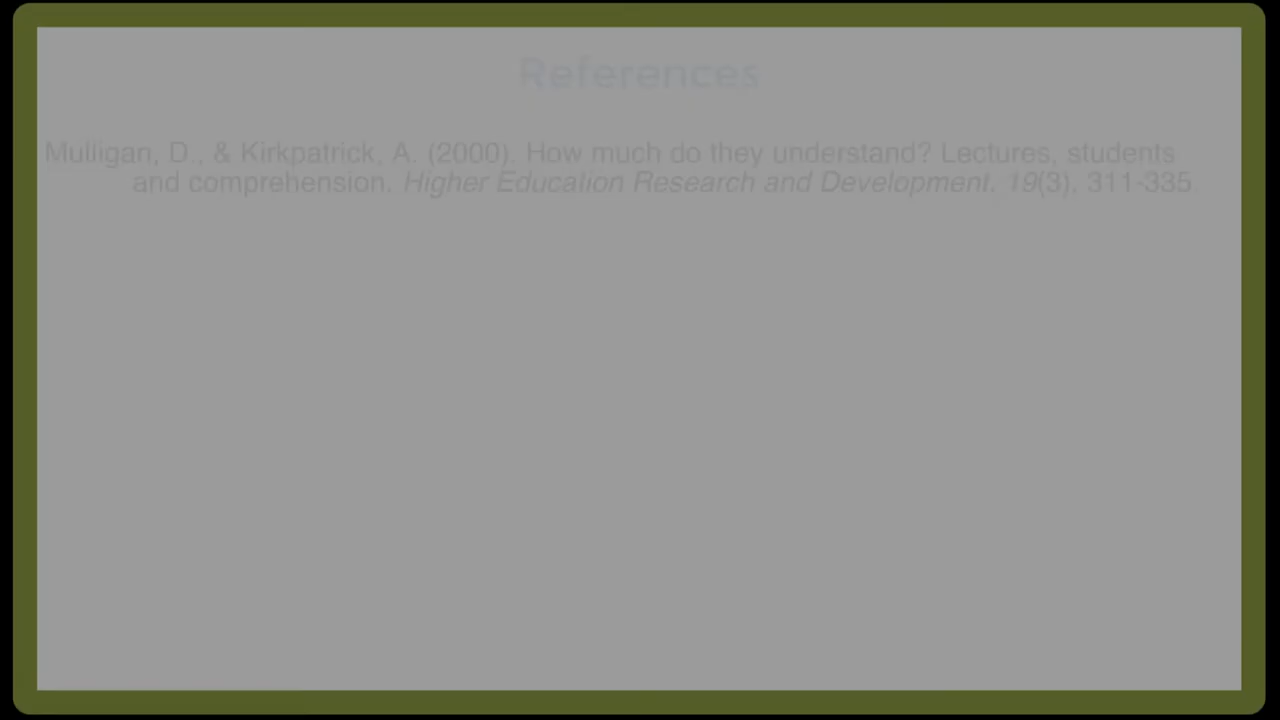 References
Mulligan, D., & Kirkpatrick, A. (2000). How much do they understand? Lectures, students
and comprehension. Higher Education Research and Development, 19(3), 311-335.